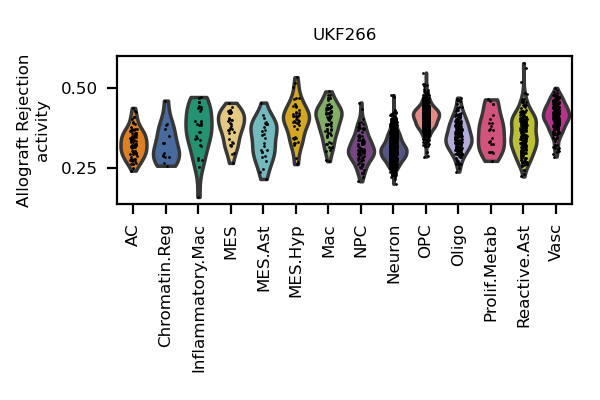 UKF266
Allograft Rejection
activity
0.50
0.25
AC
Chromatin.Reg
Inflammatory.Mac
MES
MES.Ast
MES.Hyp
Mac
NPC
Neuron
OPC
Oligo
Prolif.Metab
Reactive.Ast
Vasc